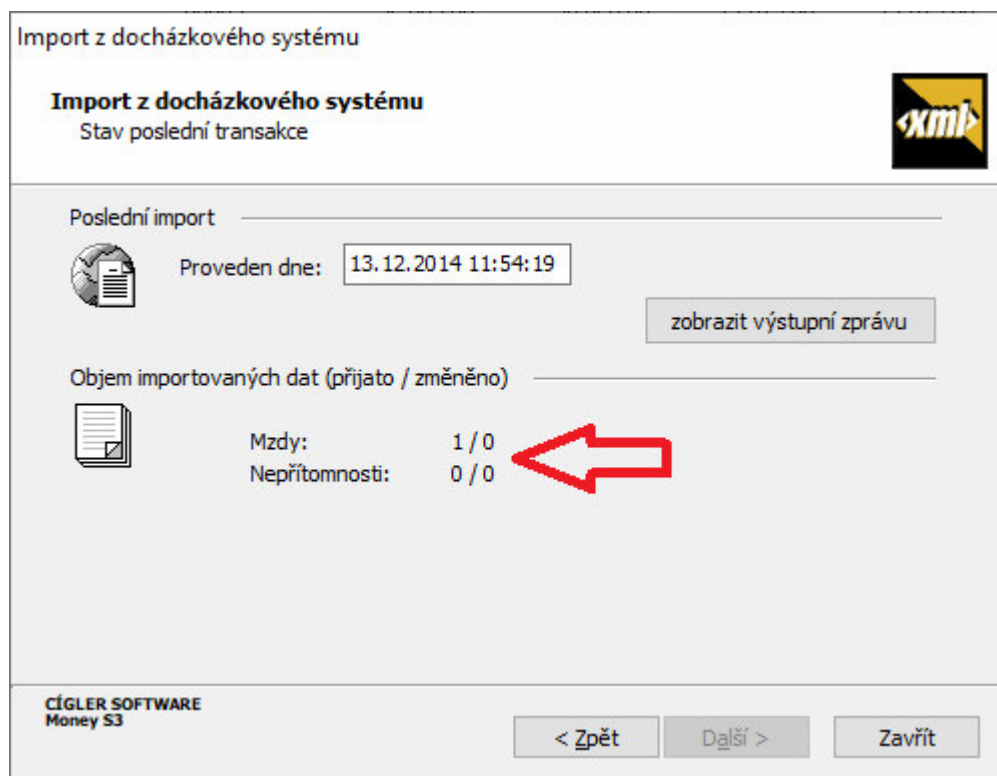 Import z docházkového systému
Import z docházkového systému
Stav poslední transakce
<xml>
Poslední import
Proveden dne: 13.12.2014 11:54:19
zobrazit výstupní zprávu
Objem importovaných dat (přijato / změněno)
Mzdy: 1 / 0
Nepřítomnosti: 0 / 0
CÍGLER SOFTWARE
Money S3
< Zpět Další > Zavřít